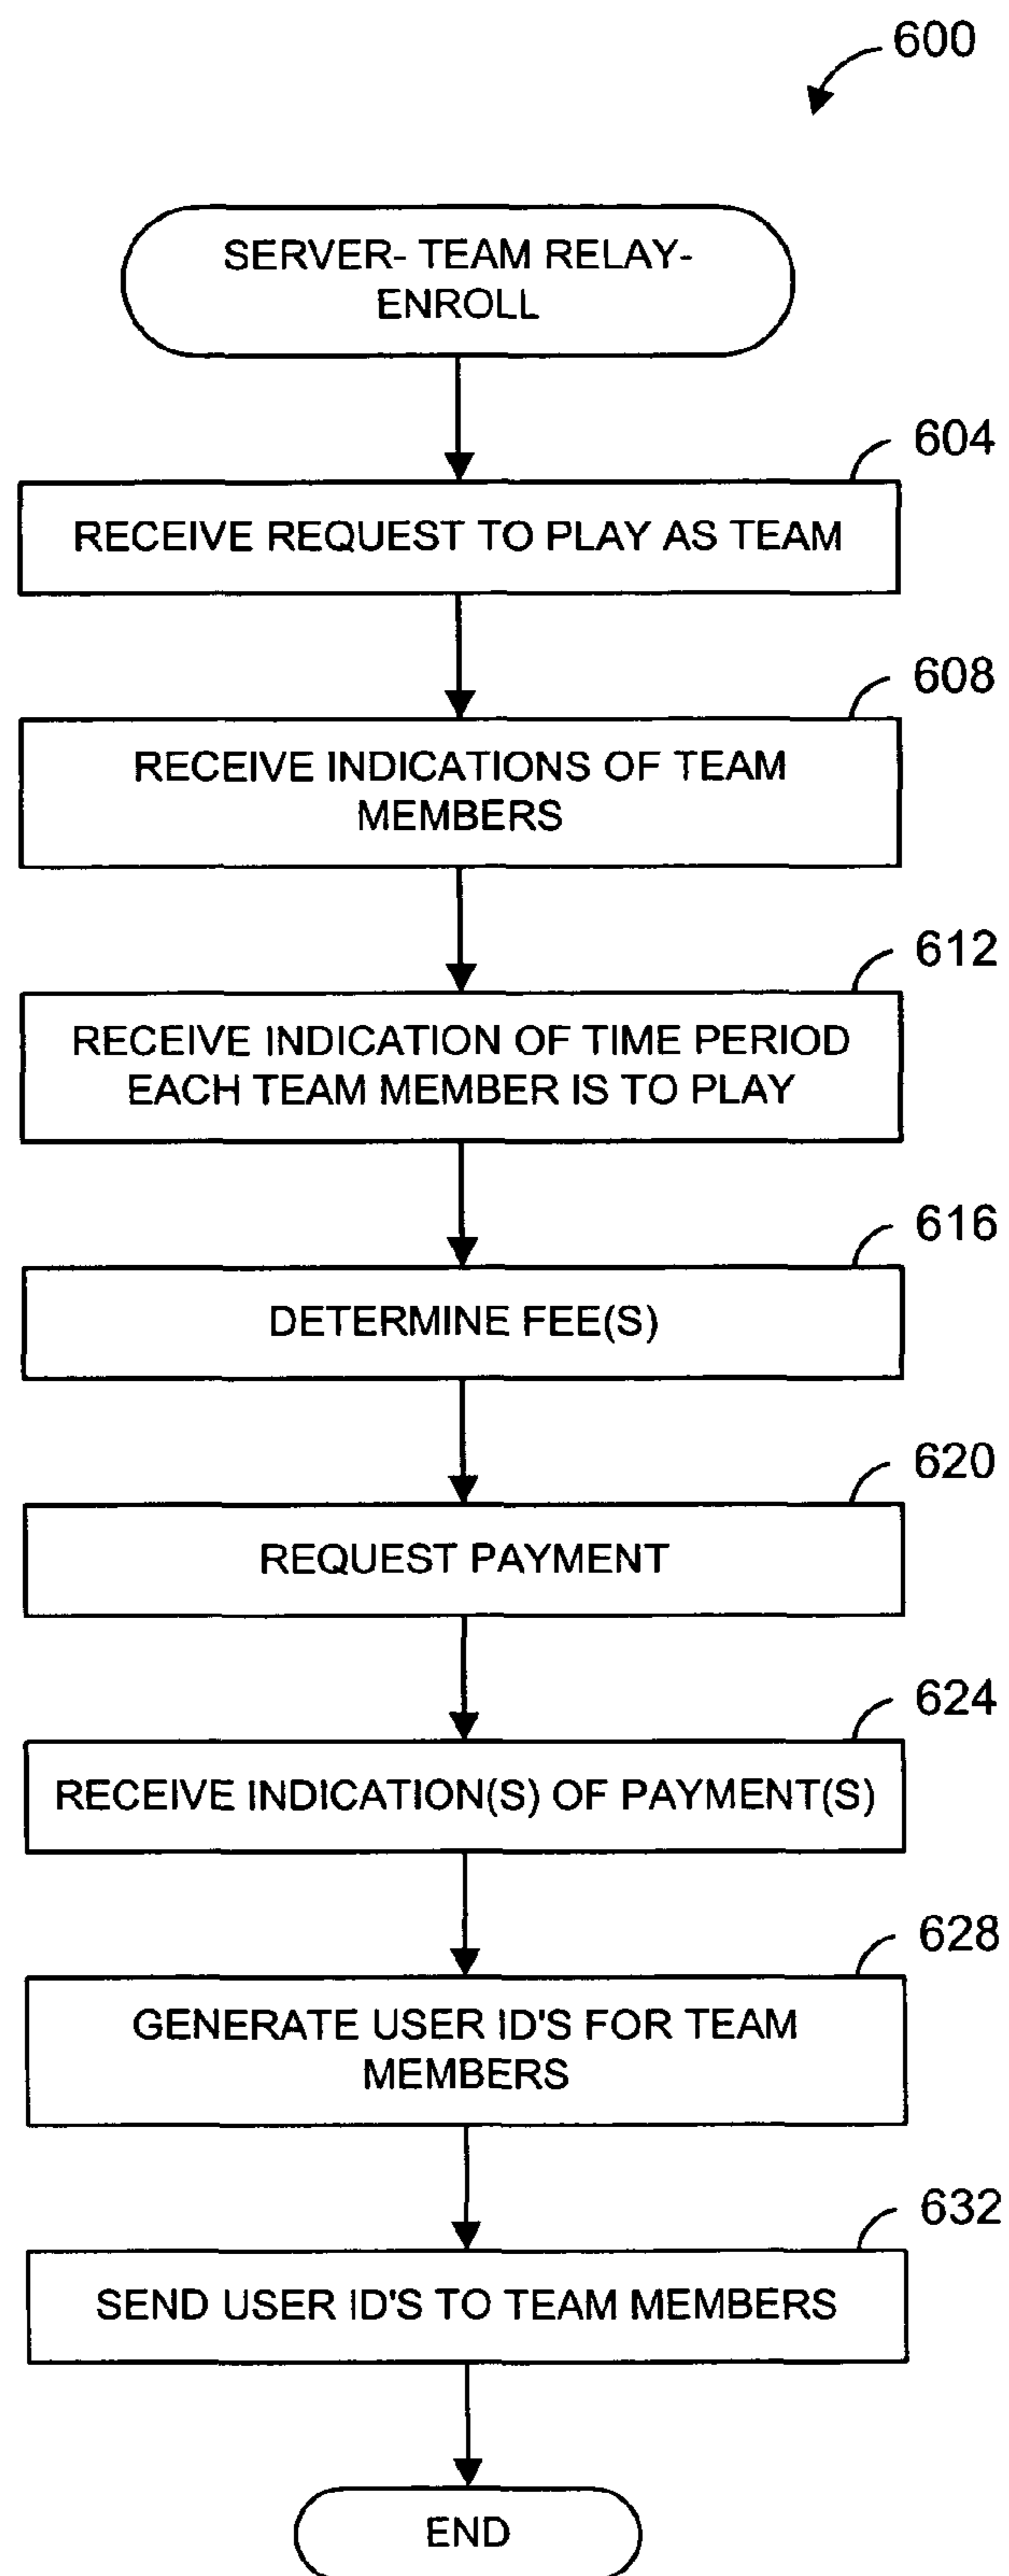 600
SERVER- TEAM RELAY-
ENROLL
604
RECEIVE REQUEST TO PLAY AS TEAM
608
RECEIVE INDICATIONS OF TEAM
MEMBERS
612
RECEIVE INDICATION OF TIME PERIOD
EACH TEAM MEMBER IS TO PLAY
616
DETERMINE FEE(S)
620
REQUEST PAYMENT
624
RECEIVE INDICATION(S) OF PAYMENT(S)
628
GENERATE USER ID'S FOR TEAM
MEMBERS
632
SEND USER ID'S TO TEAM MEMBERS
END